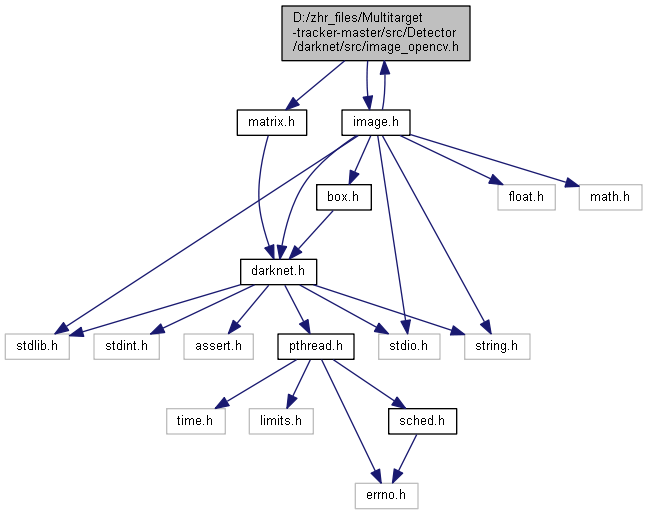 D:/zhr_files/Multitarget
-tracker-master/src/Detector
/darknet/src/image_opencv.h
matrix.h
image.h
box.h
float.h
math.h
darknet.h
stdlib.h
stdint.h
assert.h
pthread.h
stdio.h
string.h
time.h
limits.h
sched.h
errno.h